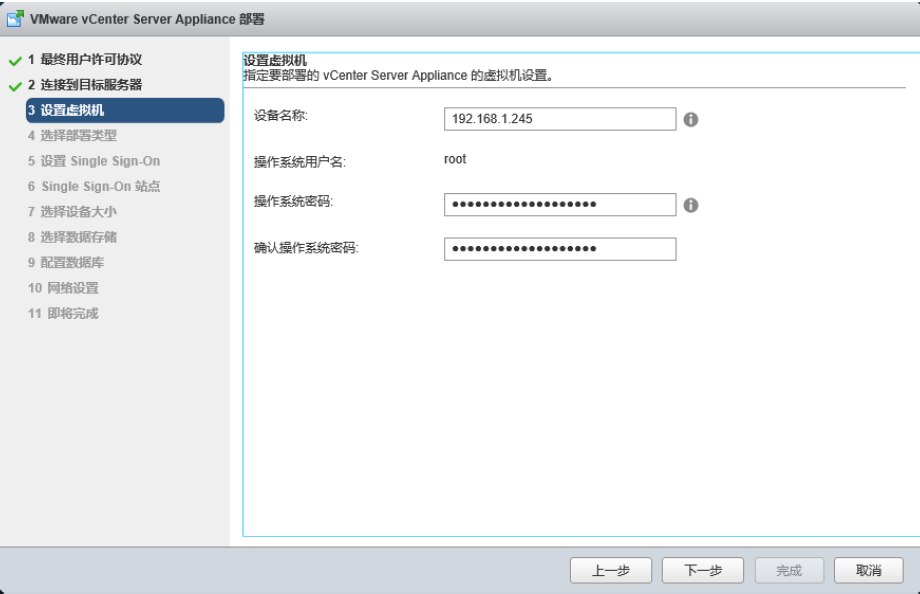 VMware vCenter Server Appliance 部署
1 最终用户许可协议
2 连接到目标服务器
3 设置虚拟机
4 选择部署类型
5 设置 Single Sign-On
6 Single Sign-On 站点
7 选择设备大小
8 选择数据存储
9 配置数据库
10 网络设置
11 即将完成
设置虚拟机
指定要部署的 vCenter Server Appliance 的虚拟机设置。
设备名称: 192.168.1.245
操作系统用户名: root
操作系统密码: ●●●●●●●●●●●●●●●●●●●
确认操作系统密码: ●●●●●●●●●●●●●●●●●●●
上一步 下一步 完成 取消